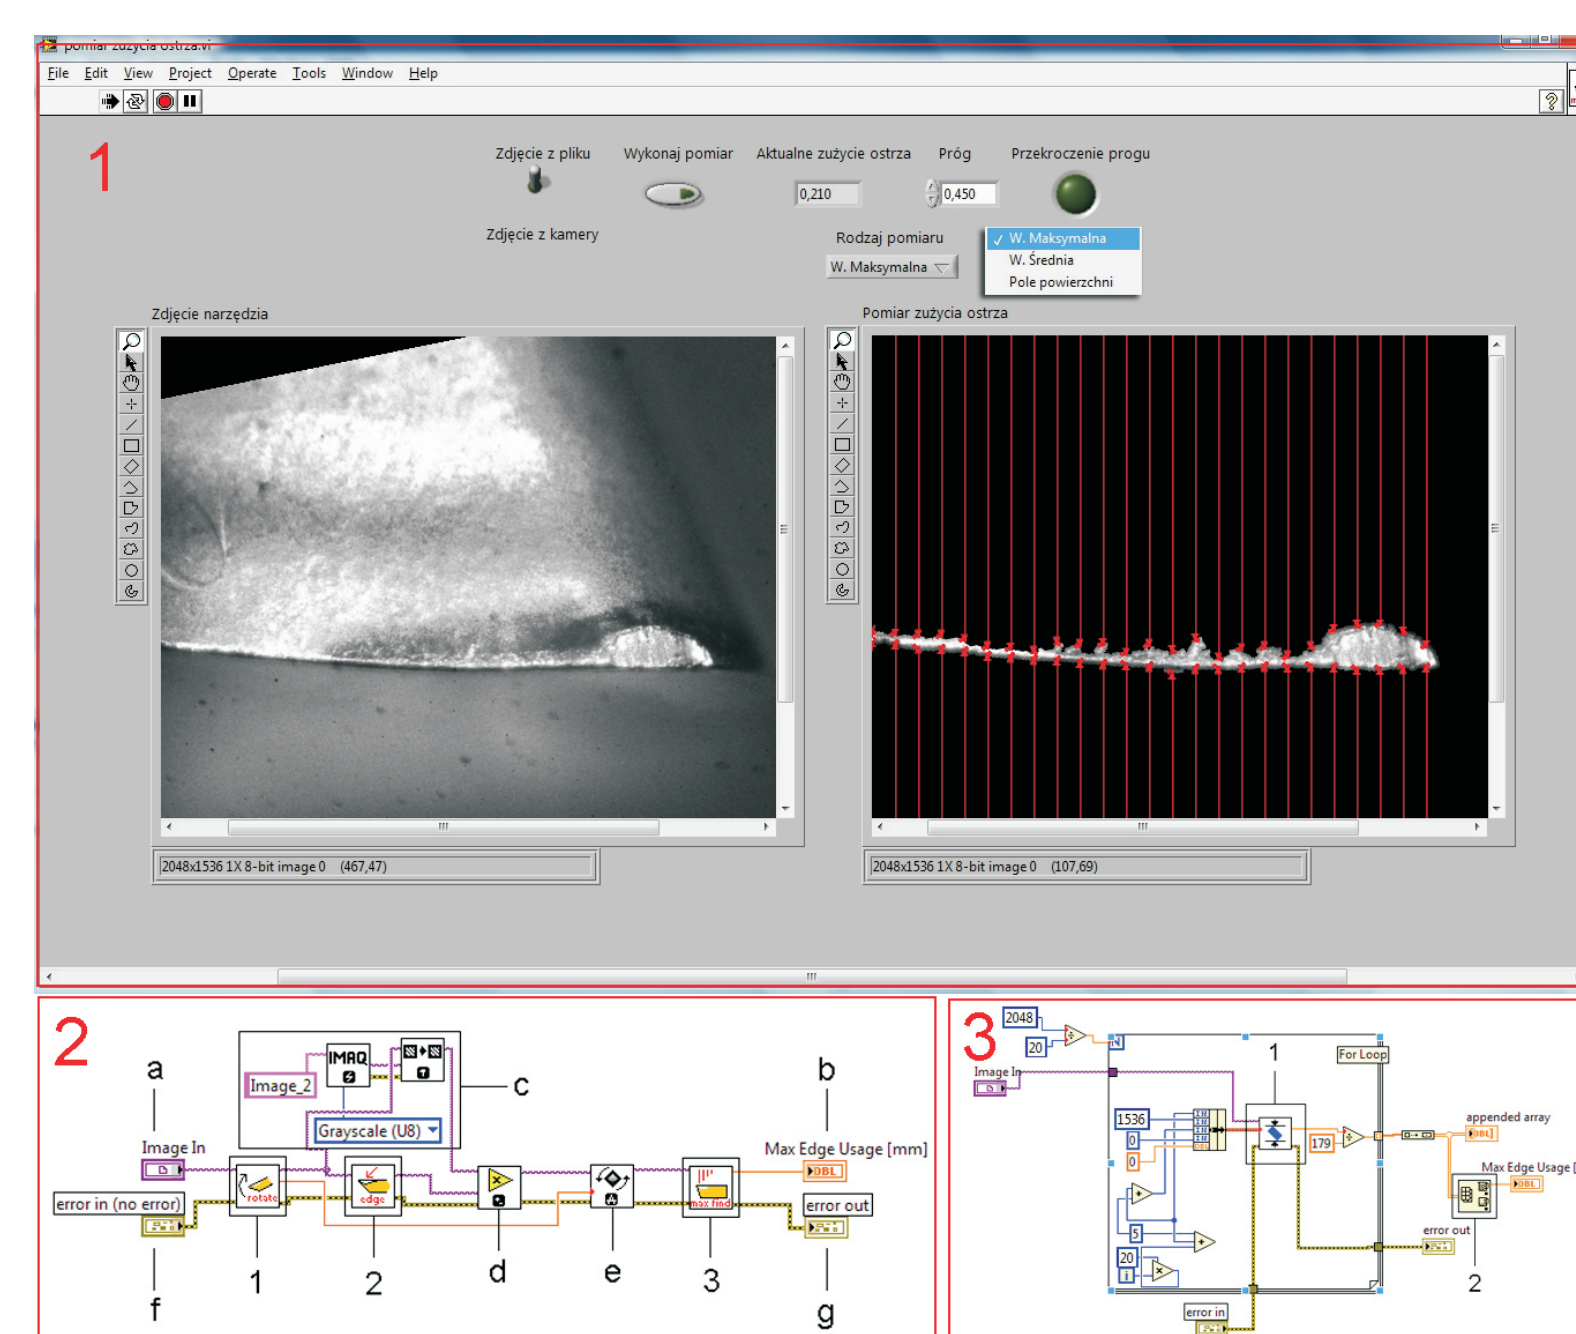 pomiar zużycia ostrza.vi
File Edit View Project Operate Tools Window Help
1
Zdjęcie z pliku Wykonaj pomiar Aktualne zużycie ostrza Próg Przekroczenie progu
0,210 0,450
Zdjęcie z kamery
Rodzaj pomiaru
W. Maksymalna
✓ W. Maksymalna
W. Średnia
Pole powierzchni
Zdjęcie narzędzia
Pomiar zużycia ostrza
2048x1536 1X 8-bit image 0 (467,47)
2048x1536 1X 8-bit image 0 (107,69)
2
a
b
c
IMAQ
Image_2
Grayscale (U8)
Image In
Max Edge Usage [mm]
DBL
error in (no error)
rotate
edge
max find
error out
f
1
2
d
e
3
g
3
2048
20
N
1
For Loop
Image In
1536
0
0
179
appended array
DBL]
Max Edge Usage [
DBL
5
20
i
error out
2
error in